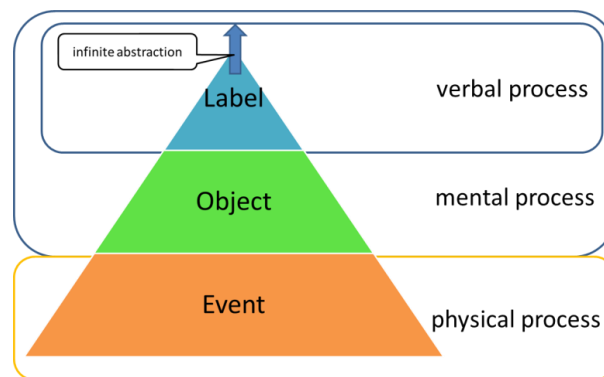 infinite abstraction
Label
verbal process
Object
mental process
Event
physical process